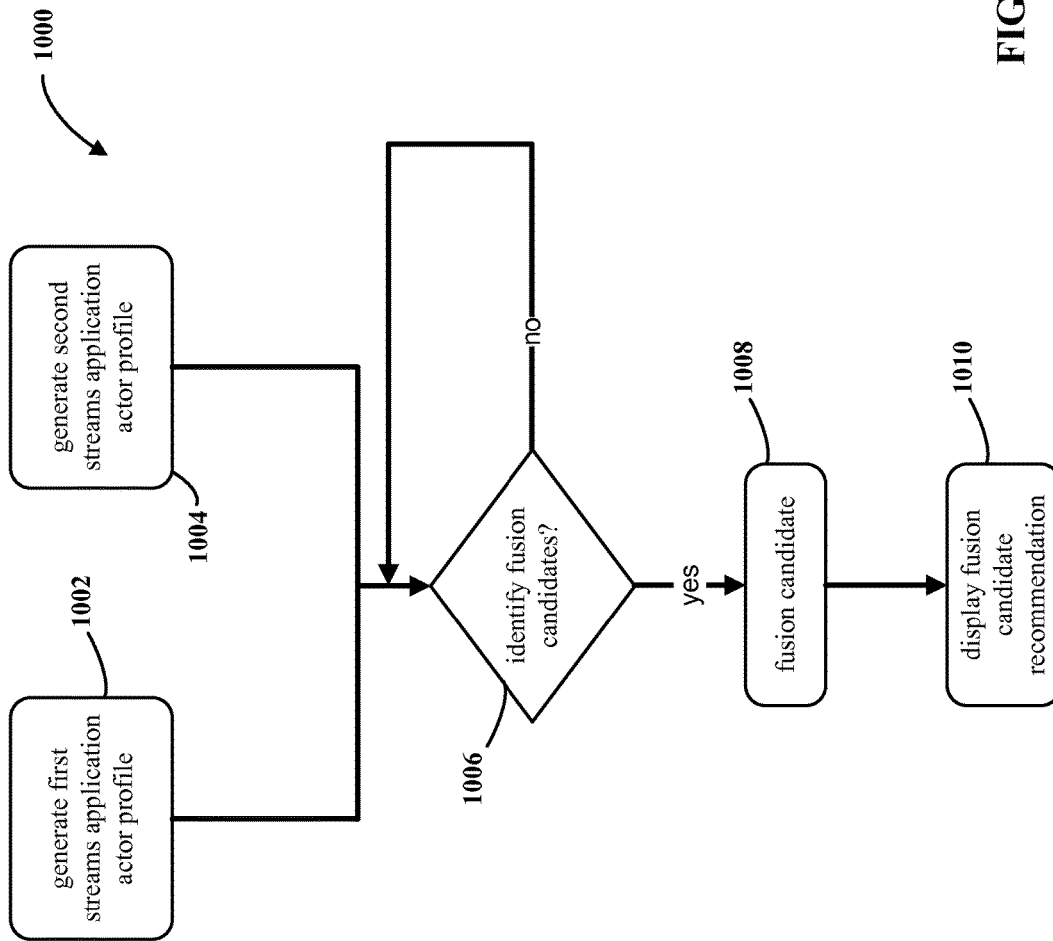 1000
generate first
streams application
actor profile
1002
generate second
streams application
actor profile
1004
identify fusion
candidates?
1006
no
yes
fusion candidate
1008
display fusion
candidate
recommendation
1010
FIG